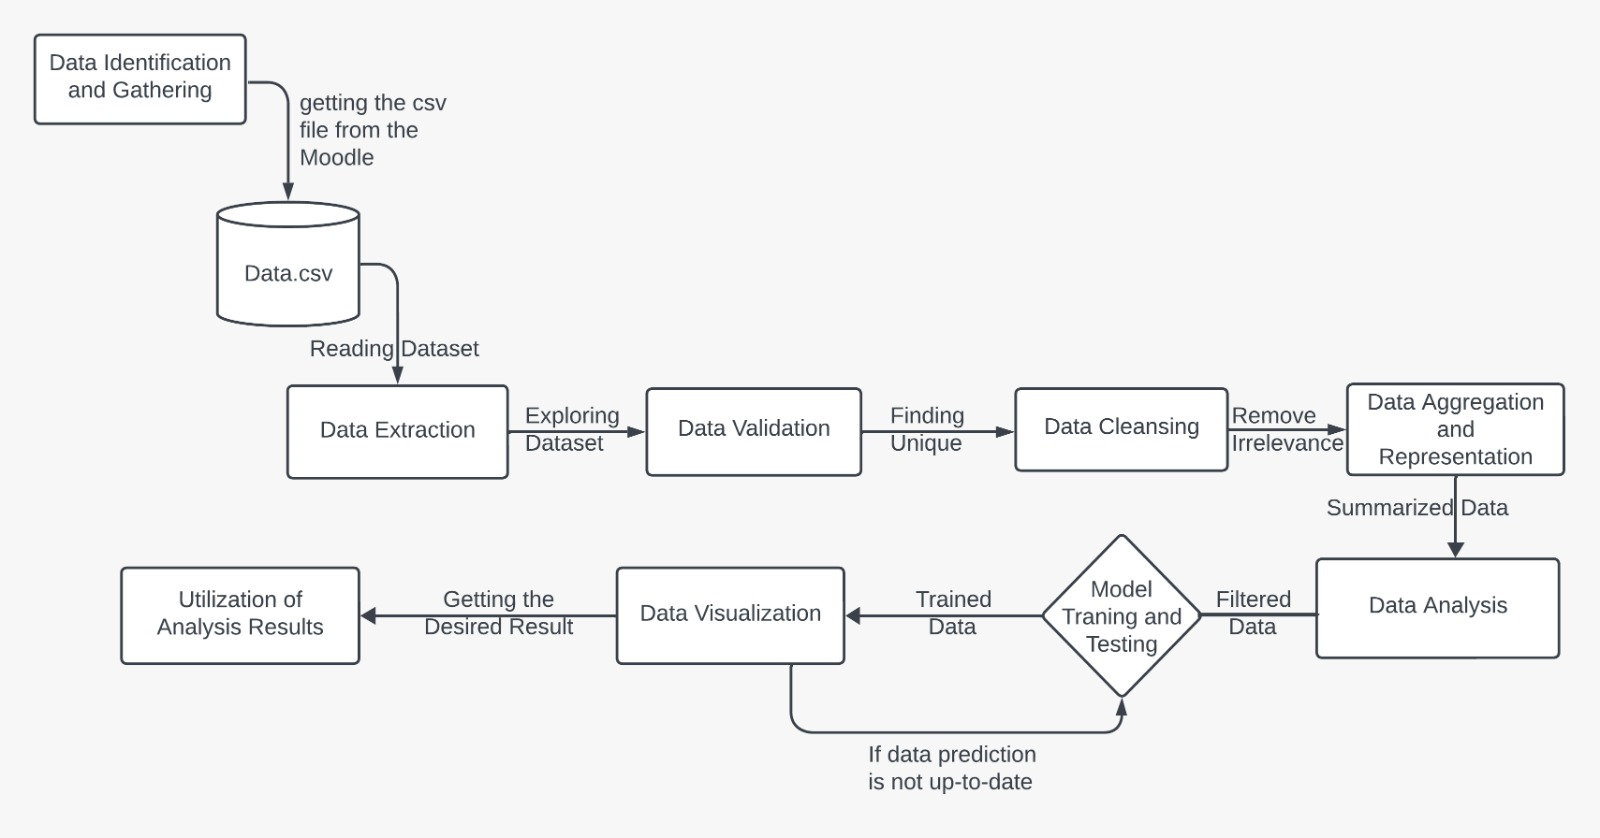 Data Identification
and Gathering
getting the csv
file from the
Moodle
Data.csv
Reading Dataset
Data Extraction
Exploring
Dataset
Data Validation
Finding
Unique
Data Cleansing
Remove
Irrelevance
Data Aggregation
and
Representation
Summarized Data
Data Analysis
Filtered
Data
Model
Traning and
Testing
Trained
Data
Data Visualization
Getting the
Desired Result
Utilization of
Analysis Results
If data prediction
is not up-to-date